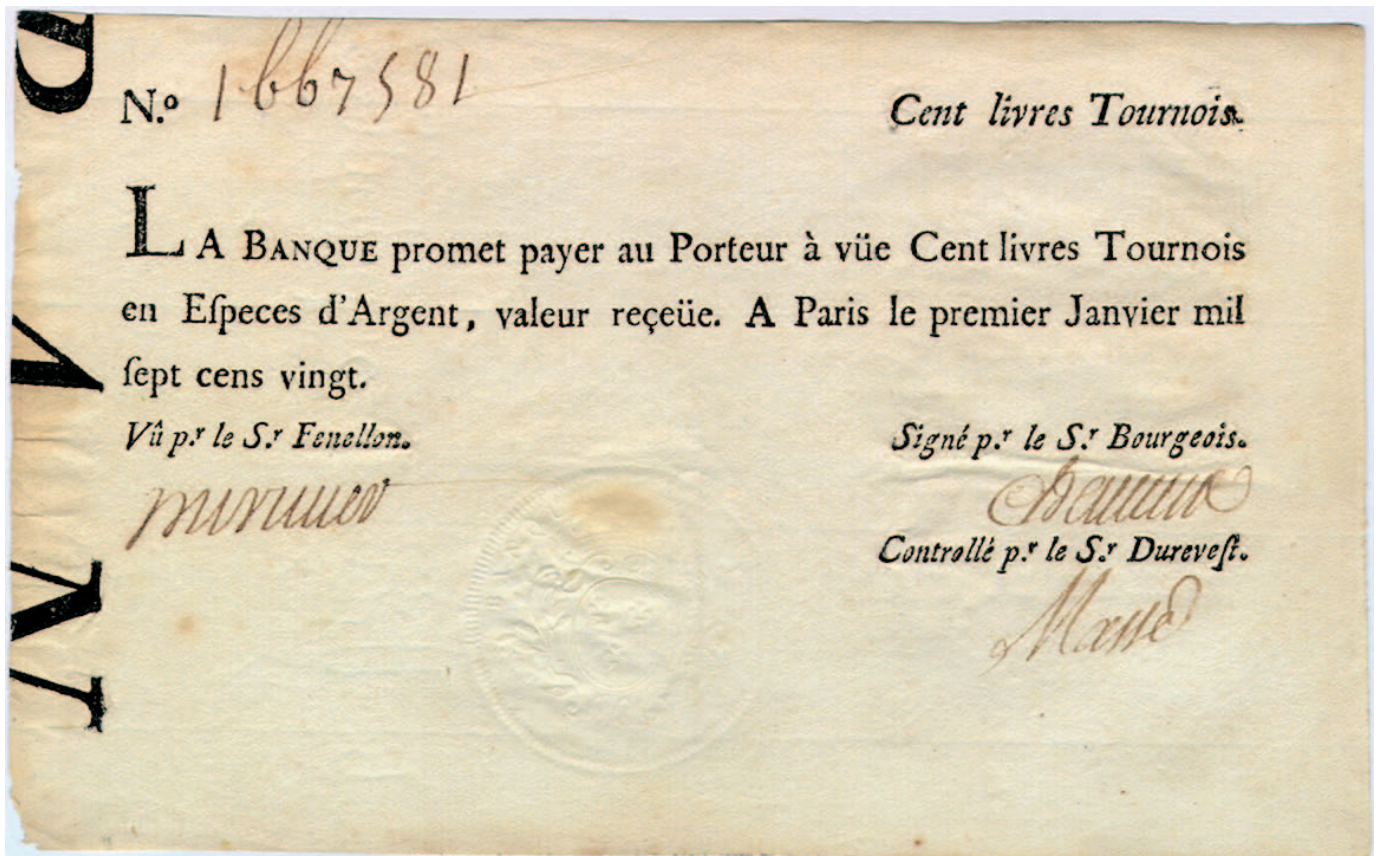 N.º 1667581
Cent livres Tournois.
LA BANQUE promet payer au Porteur à vüe Cent livres Tournois
en Eſpeces d'Argent, valeur reçeüe. A Paris le premier Janvier mil
ſept cens vingt.
Vû p.r le S.r Fenellon.
Signé p.r le S.r Bourgeois.
Controllé p.r le S.r Dureveſt.